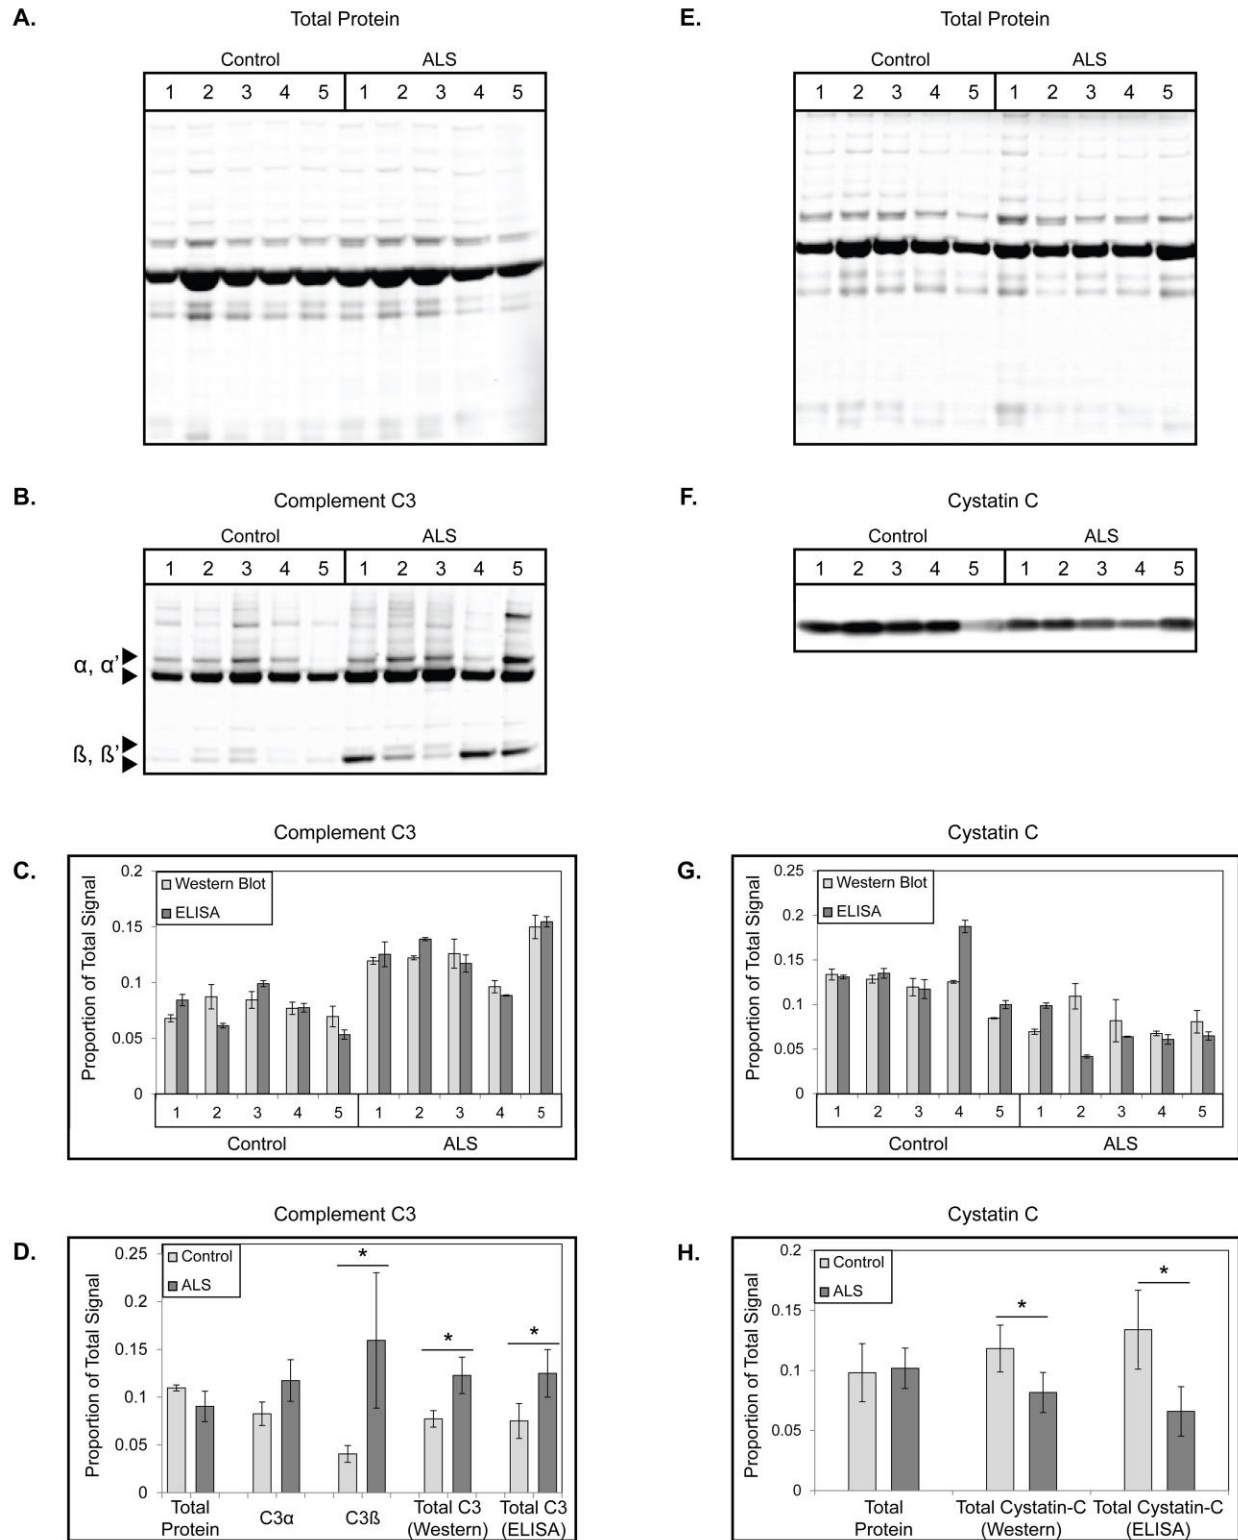 A.
Total Protein
Control ALS
1 2 3 4 5 1 2 3 4 5
B.
Complement C3
Control ALS
1 2 3 4 5 1 2 3 4 5
α, α'
ß, ß'
C.
Complement C3
Proportion of Total Signal
0.2
0.15
0.1
0.05
0
Western Blot
ELISA
1 2 3 4 5 1 2 3 4 5
Control ALS
D.
Complement C3
Proportion of Total Signal
0.25
0.2
0.15
0.1
0.05
0
Control
ALS
* * *
Total Protein C3α C3ß Total C3 (Western) Total C3 (ELISA)
E.
Total Protein
Control ALS
1 2 3 4 5 1 2 3 4 5
F.
Cystatin C
Control ALS
1 2 3 4 5 1 2 3 4 5
G.
Cystatin C
Proportion of Total Signal
0.25
0.2
0.15
0.1
0.05
0
Western Blot
ELISA
1 2 3 4 5 1 2 3 4 5
Control ALS
H.
Cystatin C
Proportion of Total Signal
0.2
0.15
0.1
0.05
0
Control
ALS
* *
Total Protein Total Cystatin-C (Western) Total Cystatin-C (ELISA)